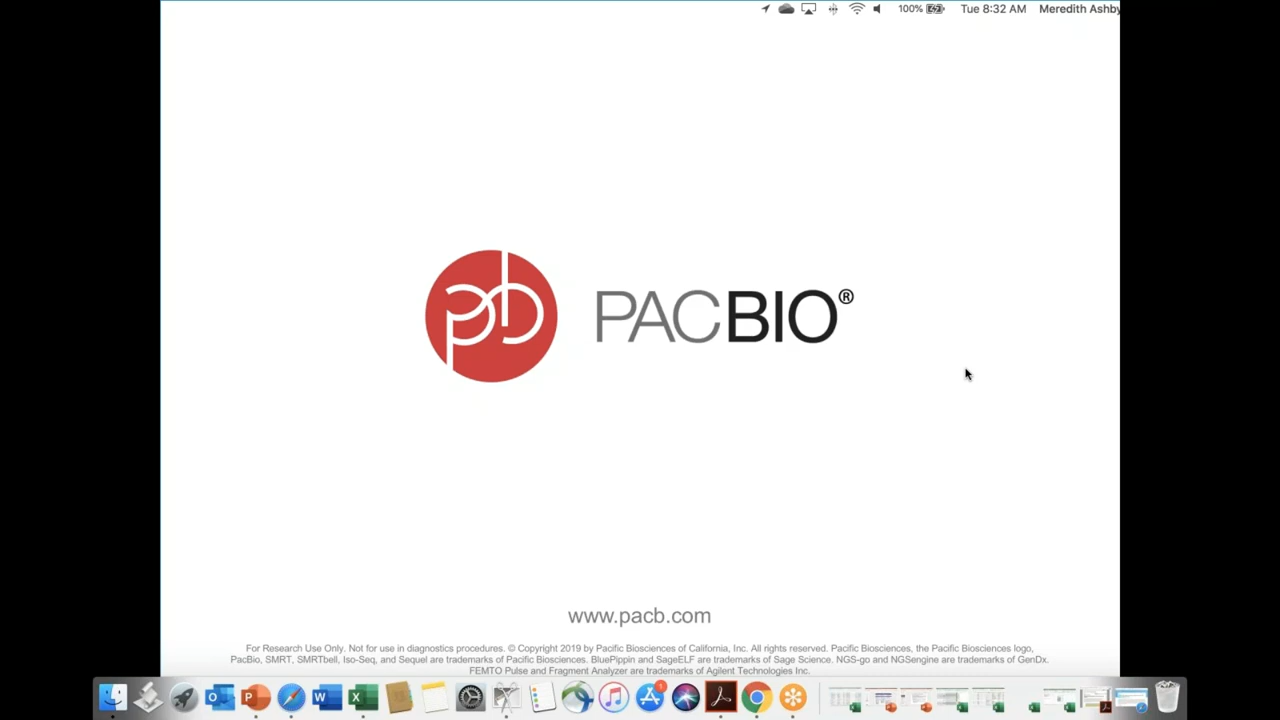 100% Tue 8:32 AM Meredith Ashby
pb PACBIO®
www.pacb.com
For Research Use Only. Not for use in diagnostics procedures. © Copyright 2019 by Pacific Biosciences of California, Inc. All rights reserved. Pacific Biosciences, the Pacific Biosciences logo,
PacBio, SMRT, SMRTbell, Iso-Seq, and Sequel are trademarks of Pacific Biosciences. BluePippin and SageELF are trademarks of Sage Science. NGS-go and NGSengine are trademarks of GenDx.
FEMTO Pulse and Fragment Analyzer are trademarks of Agilent Technologies Inc.